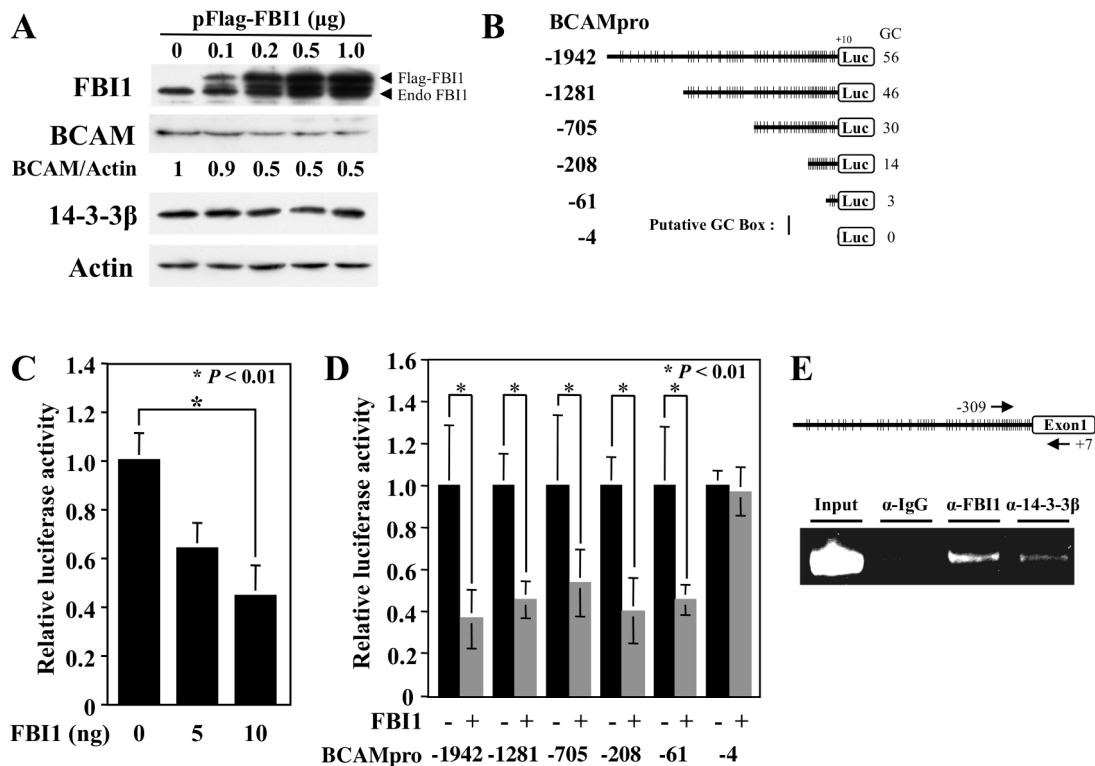 A
pFlag-FBI1 (µg)
0 0.1 0.2 0.5 1.0
FBI1
Flag-FBI1
Endo FBI1
BCAM
BCAM/Actin 1 0.9 0.5 0.5 0.5
14-3-3β
Actin
B
BCAMpro
+10 GC
-1942 Luc 56
-1281 Luc 46
-705 Luc 30
-208 Luc 14
-61 Luc 3
Putative GC Box :
-4 Luc 0
C
1.4
1.2
1.0
0.8
0.6
0.4
0.2
0
Relative luciferase activity
* P < 0.01
*
FBI1 (ng) 0 5 10
D
1.6
1.4
1.2
1.0
0.8
0.6
0.4
0.2
0
Relative luciferase activity
* P < 0.01
* * * * *
FBI1 - + - + - + - + - + - +
BCAMpro -1942 -1281 -705 -208 -61 -4
E
-309
Exon1
+7
Input α-IgG α-FBI1 α-14-3-3β